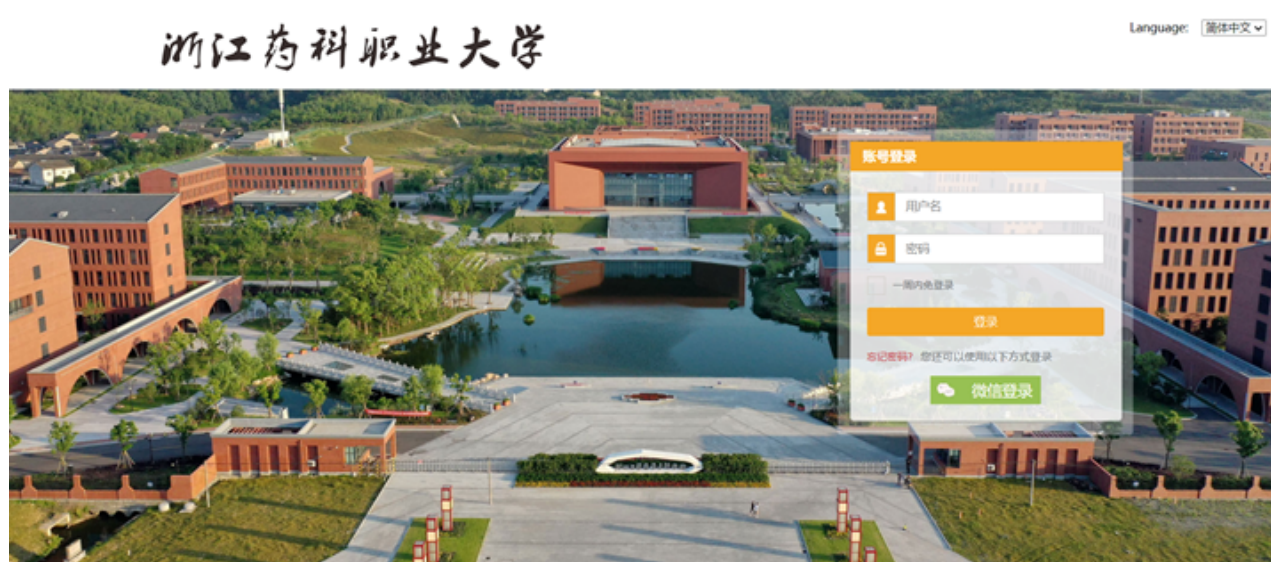 浙江药科职业大学
Language: 简体中文
账号登录
用户名
密码
一周内免登录
登录
忘记密码? 您还可以使用以下方式登录
微信登录